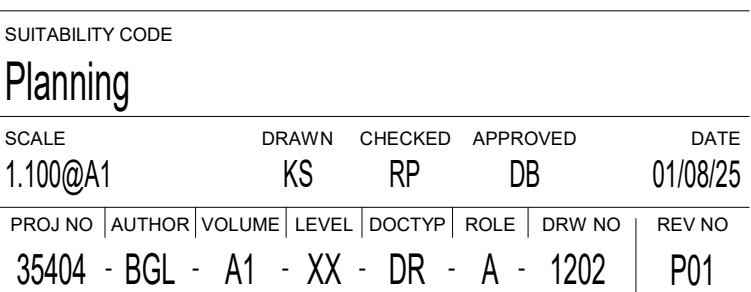 SUITABILITY CODE
Planning
SCALE DRAWN CHECKED APPROVED DATE
1.100@A1 KS RP DB 01/08/25
PROJ NO AUTHOR VOLUME LEVEL DOCTYP ROLE DRW NO REV NO
35404 - BGL - A1 - XX - DR - A - 1202 P01